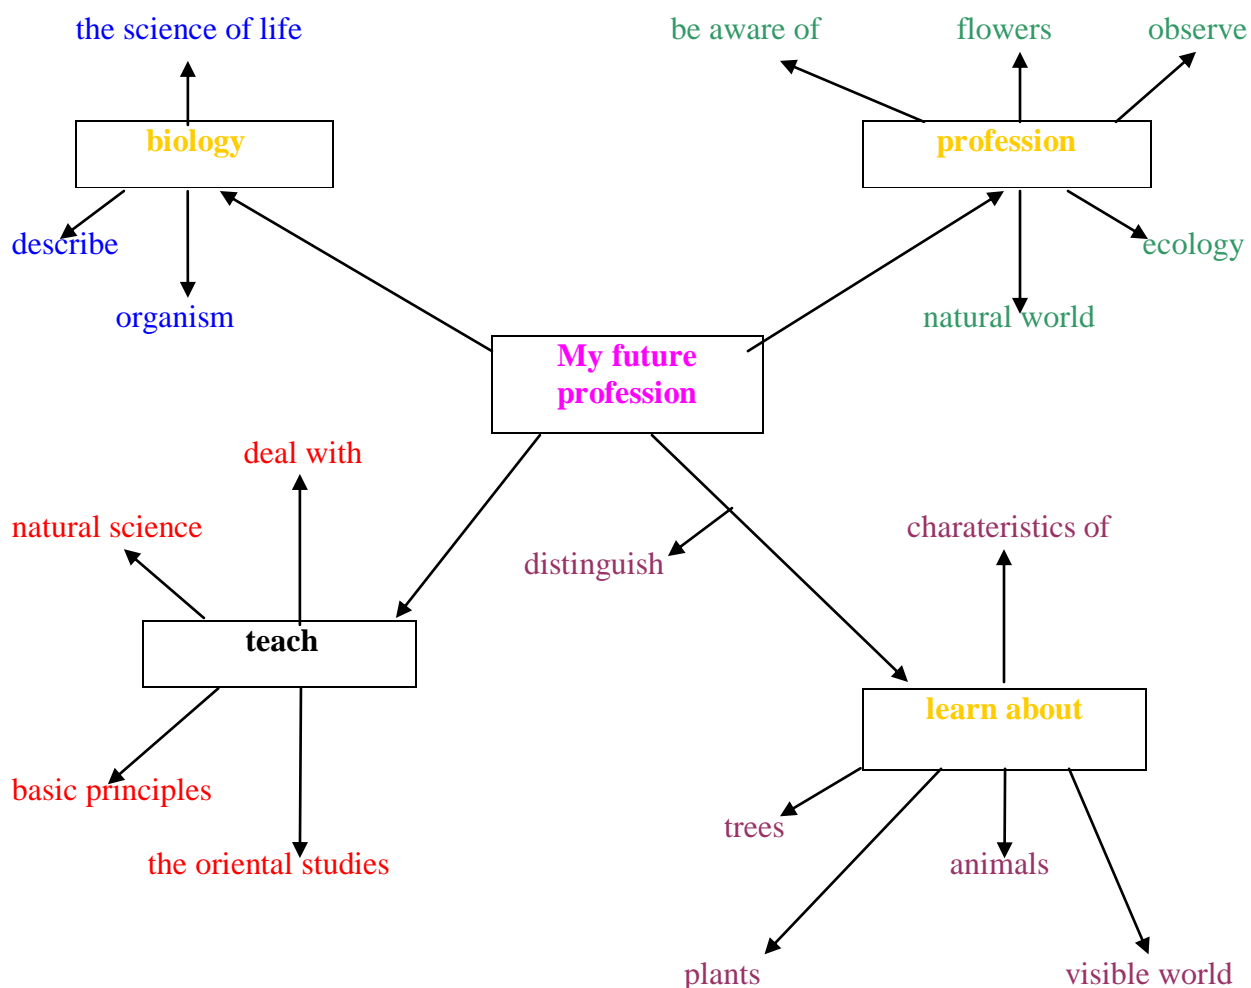 the science of life
be aware of
flowers
observe
biology
profession
describe
ecology
organism
natural world
My future
profession
deal with
natural science
charateristics of
distinguish
teach
learn about
basic principles
trees
the oriental studies
animals
plants
visible world